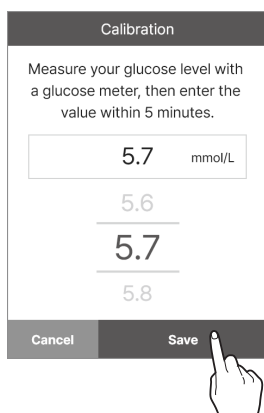 Calibration
Measure your glucose level with
a glucose meter, then enter the
value within 5 minutes.
5.7 mmol/L
5.6
5.7
5.8
Cancel Save